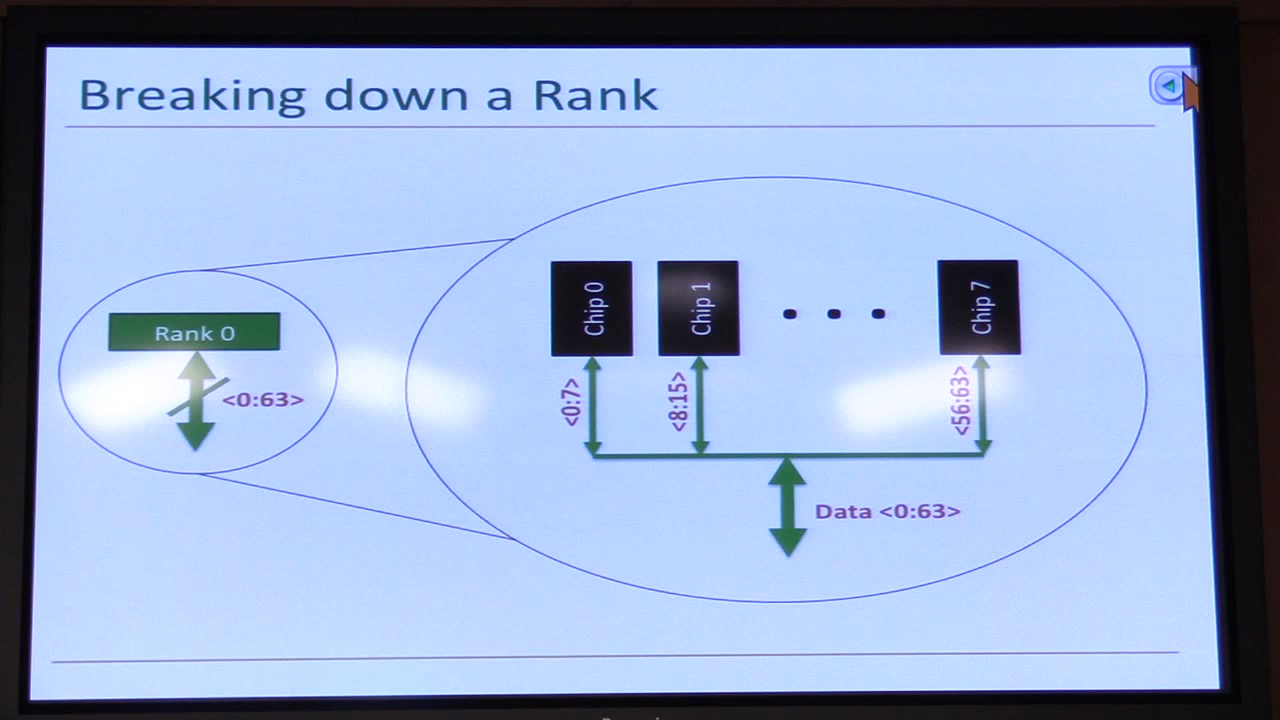 Breaking down a Rank
Rank 0
<0:63>
Chip 0
Chip 1
Chip 7
<0:7>
<8:15>
<56:63>
Data <0:63>